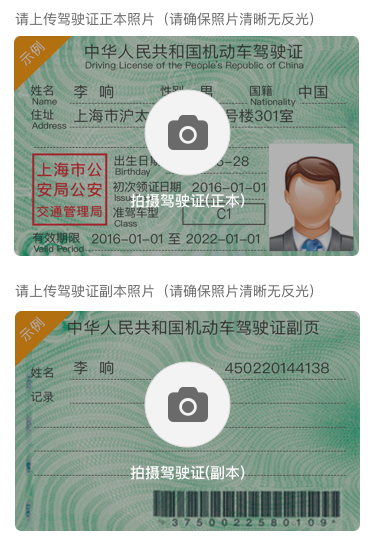 请上传驾驶证正本照片（请确保照片清晰无反光）
示例
中华人民共和国机动车驾驶证
Driving License of the People's Republic of China
姓名 李 响 性别 男 国籍 中国
Name Nationality
住址 上海市沪太 号楼301室
Address
上海市公
安局公安
交通管理局
出生日期 -28
Birthday
初次领证日期 2016-01-01
Issue
拍摄驾驶证(正本)
准驾车型 C1
Class
有效期限 2016-01-01 至 2022-01-01
Valid Period
请上传驾驶证副本照片（请确保照片清晰无反光）
示例
中华人民共和国机动车驾驶证副页
姓名 李 响 450220144138
记录
拍摄驾驶证(副本)
*3750022580109*